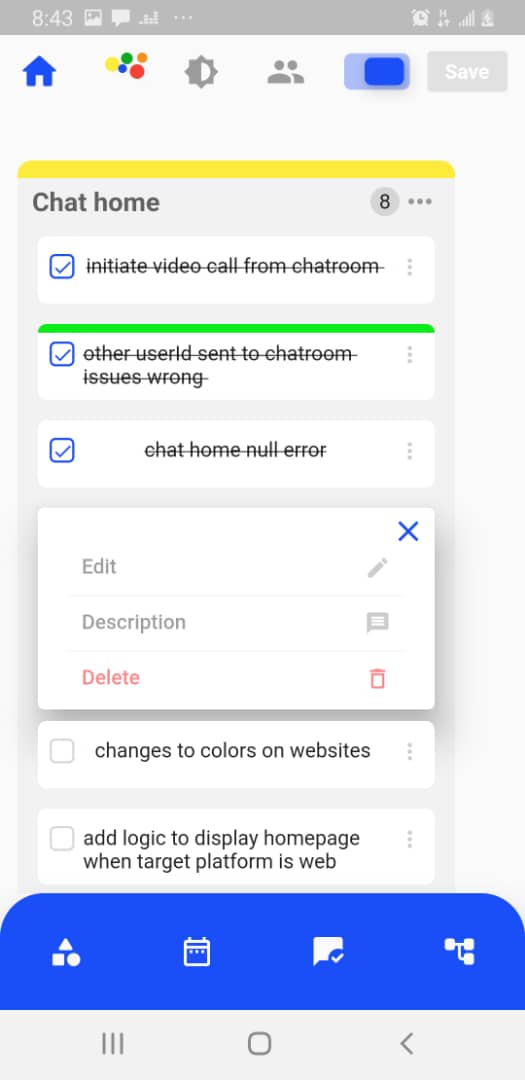 8:43
Save
Chat home
8
initiate video call from chatroom
other userId sent to chatroom
issues wrong
chat home null error
Edit
Description
Delete
changes to colors on websites
add logic to display homepage
when target platform is web